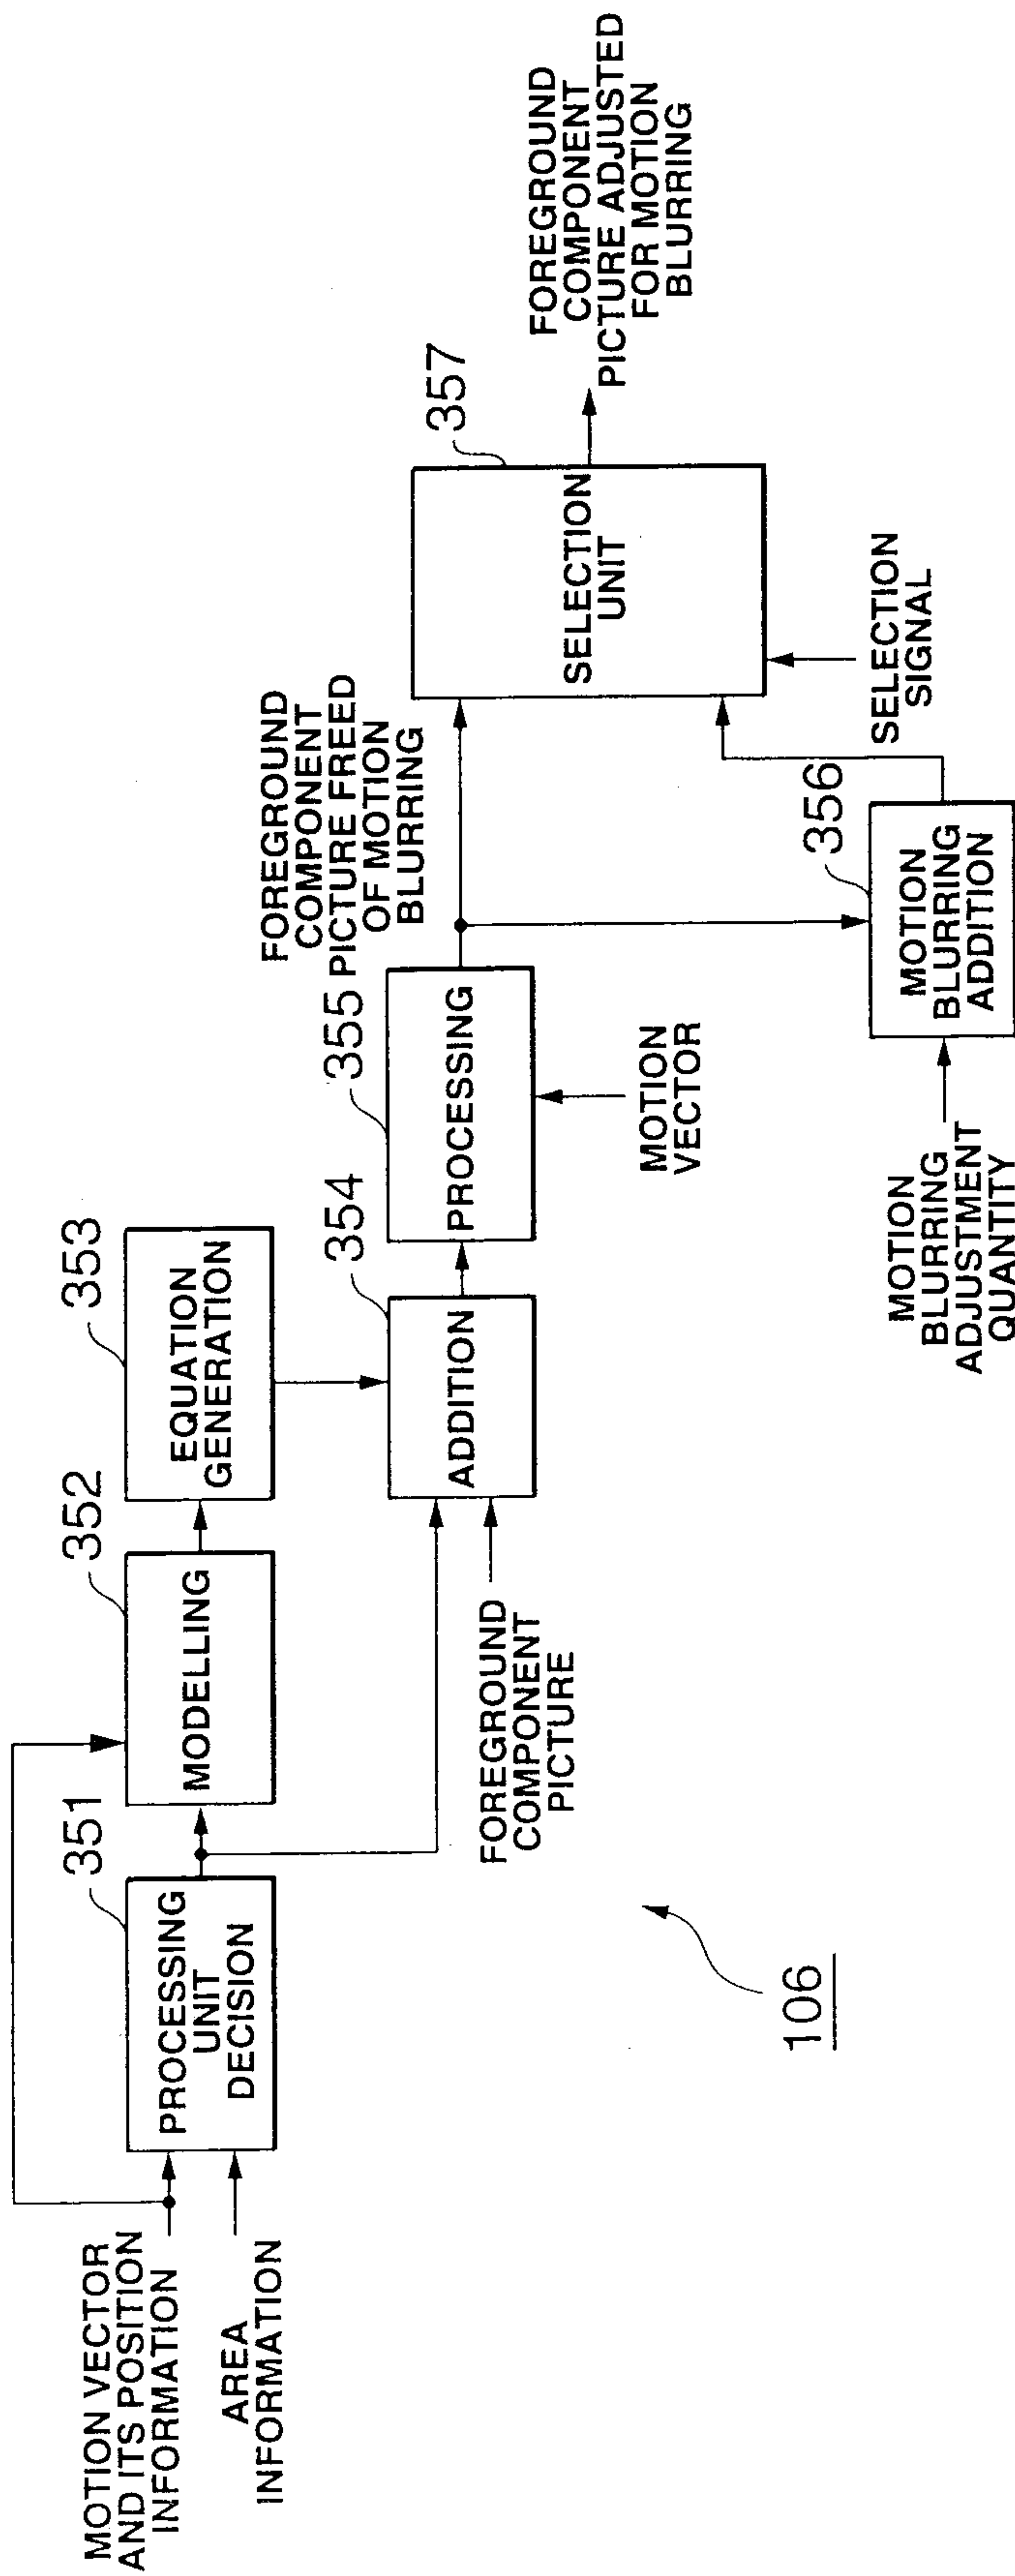 MOTION VECTOR
AND ITS POSITION
INFORMATION
AREA
INFORMATION
351
PROCESSING
UNIT
DECISION
352
MODELLING
353
EQUATION
GENERATION
FOREGROUND
COMPONENT
PICTURE
354
ADDITION
355
PROCESSING
MOTION
VECTOR
FOREGROUND
COMPONENT
PICTURE FREED
OF MOTION
BLURRING
MOTION
BLURRING
ADJUSTMENT
QUANTITY
356
MOTION
BLURRING
ADDITION
357
SELECTION
UNIT
SELECTION
SIGNAL
FOREGROUND
COMPONENT
PICTURE ADJUSTED
FOR MOTION
BLURRING
106